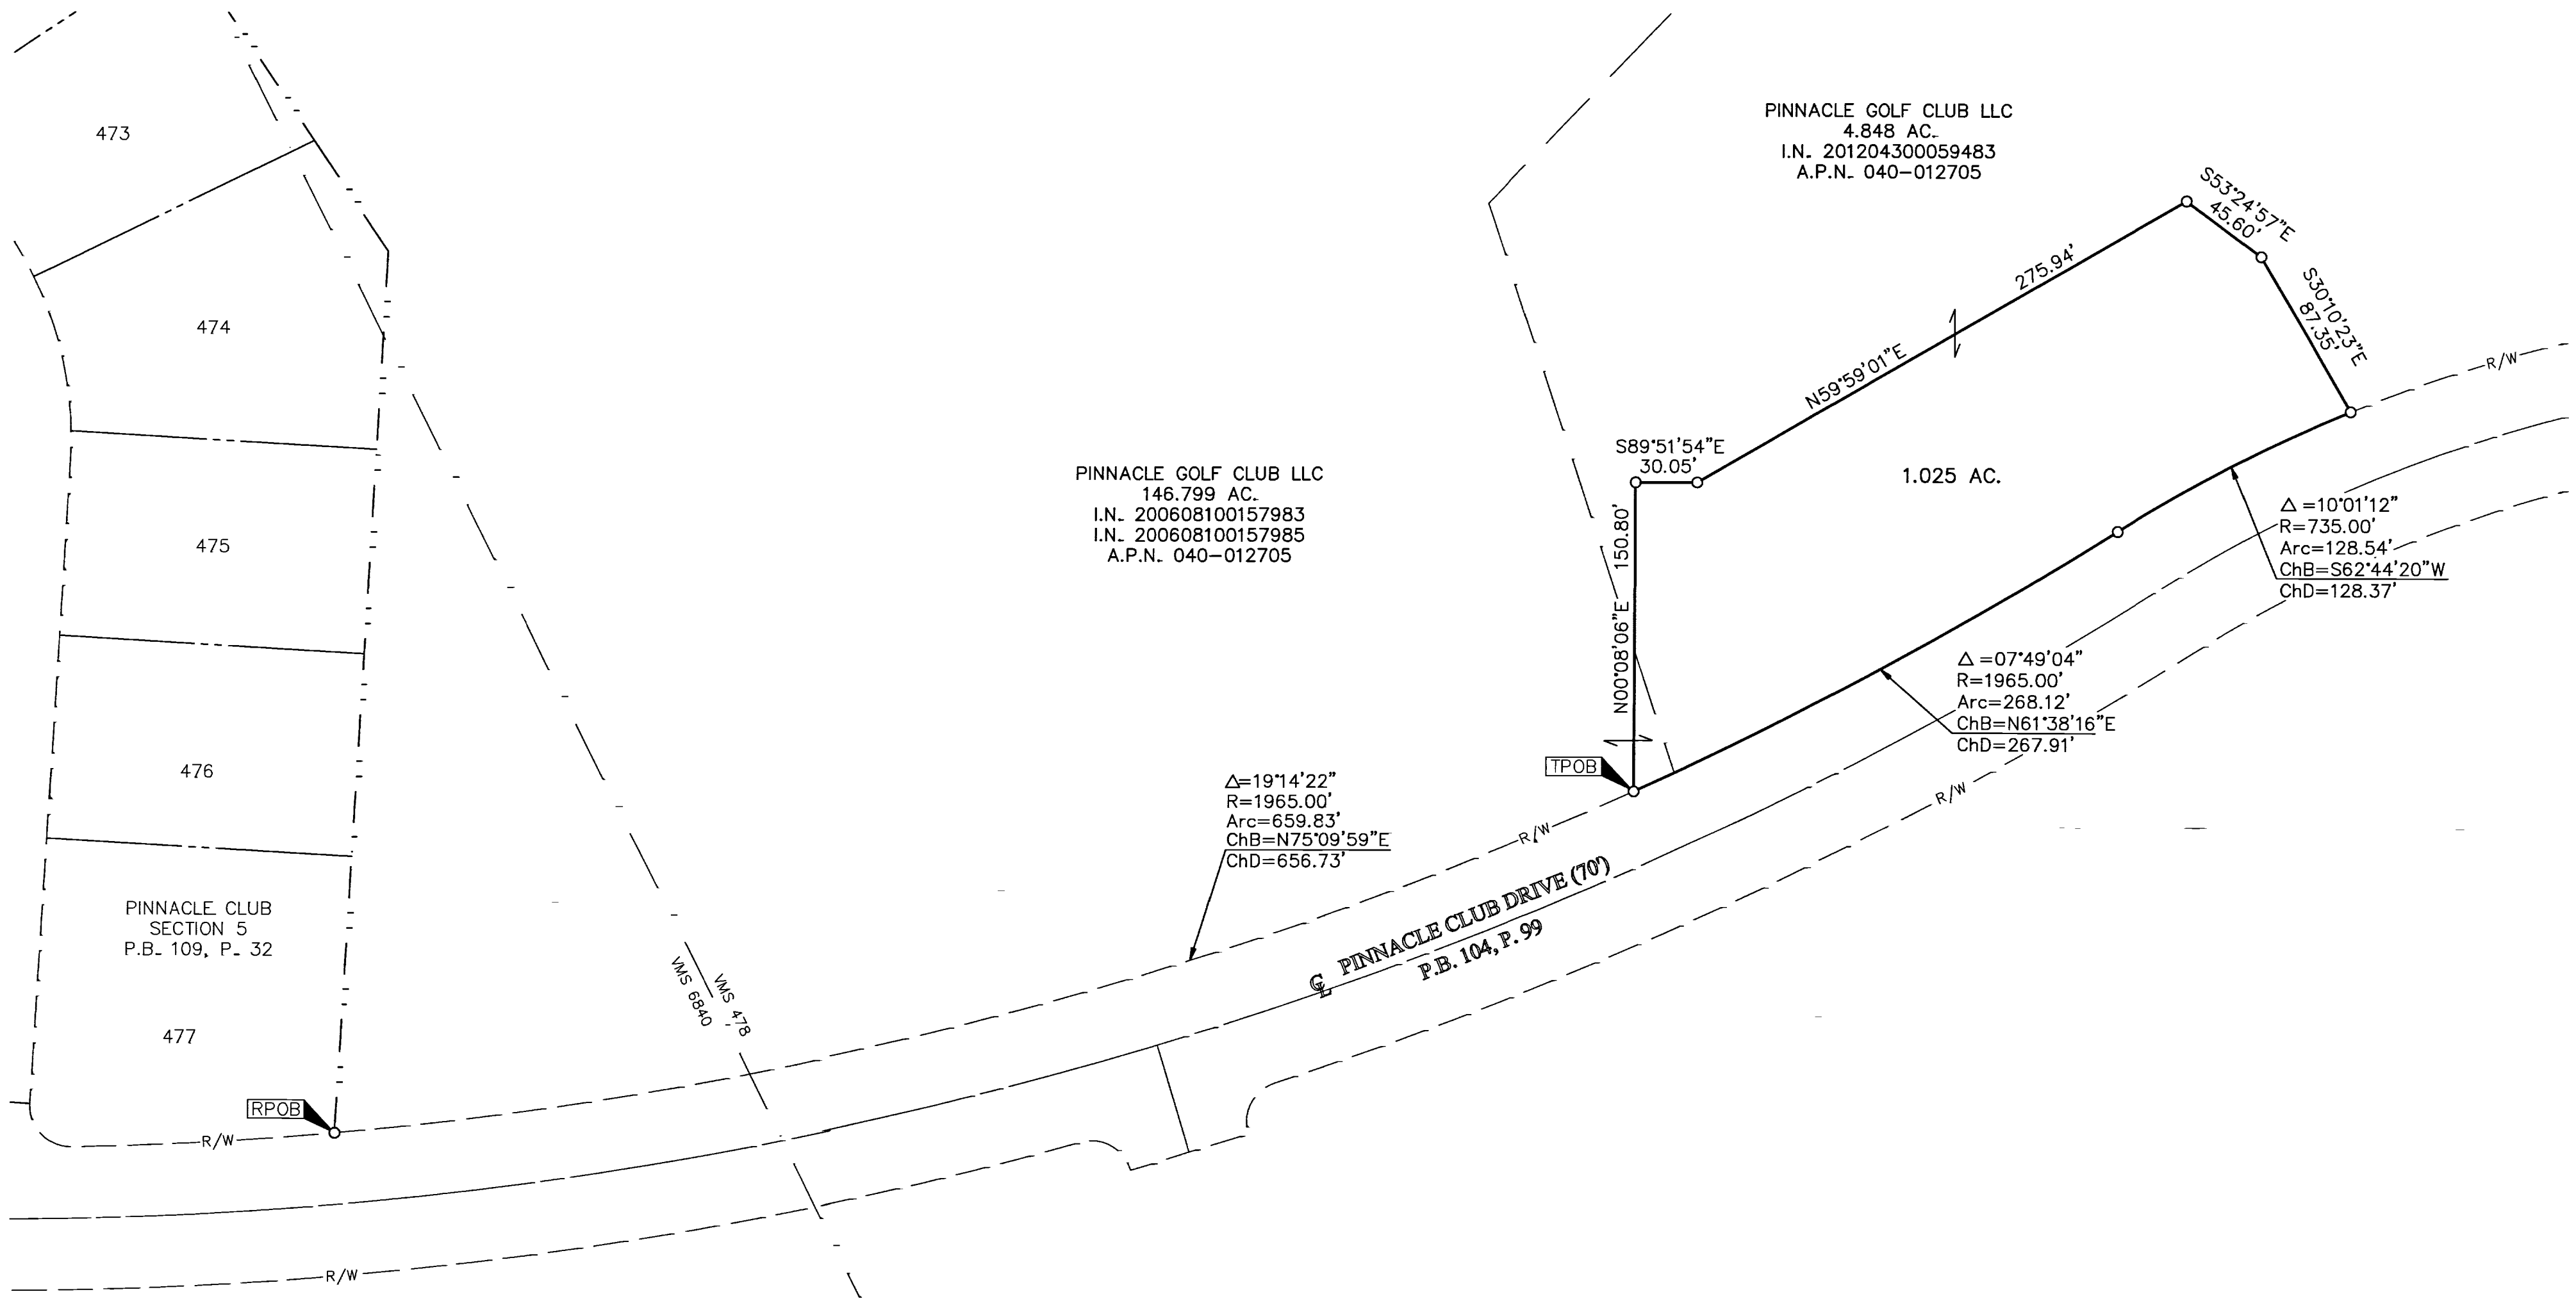 473
474
475
476
PINNACLE CLUB
SECTION 5
P.B. 109, P. 32
477
RPOB
R/W
R/W
VMS 6840
VMS 478
PINNACLE GOLF CLUB LLC
146.799 AC.
I.N. 200608100157983
I.N. 200608100157985
A.P.N. 040-012705
Δ=19°14'22"
R=1965.00'
Arc=659.83'
ChB=N75°09'59"E
ChD=656.73'
PINNACLE GOLF CLUB LLC
4.848 AC.
I.N. 201204300059483
A.P.N. 040-012705
S53°24'57"E
45.60'
S30°10'23"E
87.35'
N59°59'01"E 275.94'
S89°51'54"E
30.05'
N00°08'06"E 150.80'
1.025 AC.
TPOB
R/W
R/W
R/W
Δ =10°01'12"
R=735.00'
Arc=128.54'
ChB=S62°44'20"W
ChD=128.37'
Δ =07°49'04"
R=1965.00'
Arc=268.12'
ChB=N61°38'16"E
ChD=267.91'
℄ PINNACLE CLUB DRIVE (70')
P.B. 104, P. 99